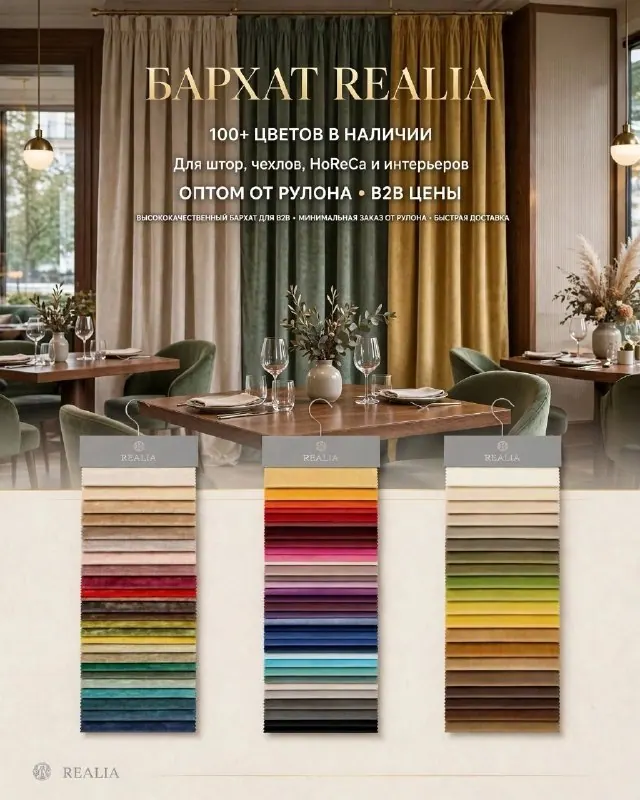 БАРХАТ REALIA
100+ ЦВЕТОВ В НАЛИЧИИ
Для штор, чехлов, HoReCa и интерьеров
ОПТОМ ОТ РУЛОНА • B2B ЦЕНЫ
ВЫСОКОКАЧЕСТВЕННЫЙ БАРХАТ ДЛЯ B2B • МИНИМАЛЬНАЯ ЗАКАЗ ОТ РУЛОНА • БЫСТРАЯ ДОСТАВКА
REALIA
REALIA
REALIA
REALIA